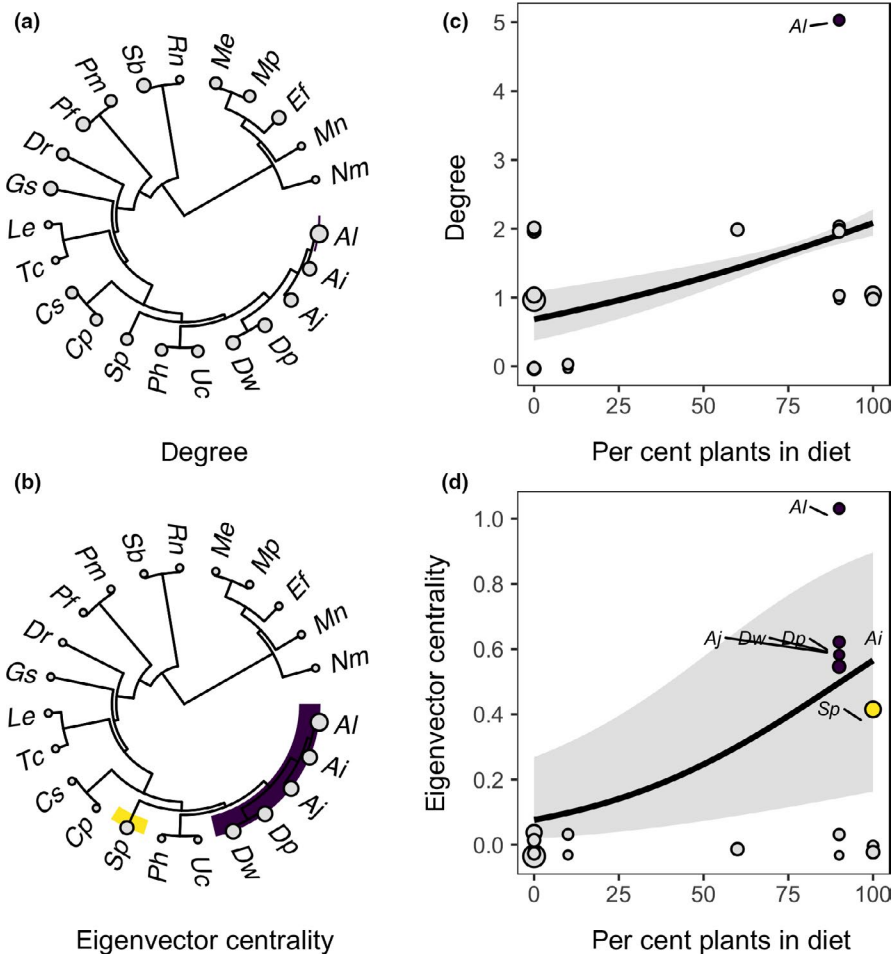 (a)
Sb
Rn
Me
Mp
Ef
Mn
Nm
Pm
Pf
Dr
Gs
Le
Tc
Cs
Cp
Sp
Ph
Uc
Dw
Dp
Aj
Ai
Al
Degree
(c)
Al
5
4
3
2
1
0
Degree
0 25 50 75 100
Per cent plants in diet
(b)
Sb
Rn
Me
Mp
Ef
Mn
Nm
Pm
Pf
Dr
Gs
Le
Tc
Cs
Cp
Sp
Ph
Uc
Dw
Dp
Aj
Ai
Al
Eigenvector centrality
(d)
Al
Aj Dw Dp Ai
Sp
1.0
0.8
0.6
0.4
0.2
0.0
Eigenvector centrality
0 25 50 75 100
Per cent plants in diet